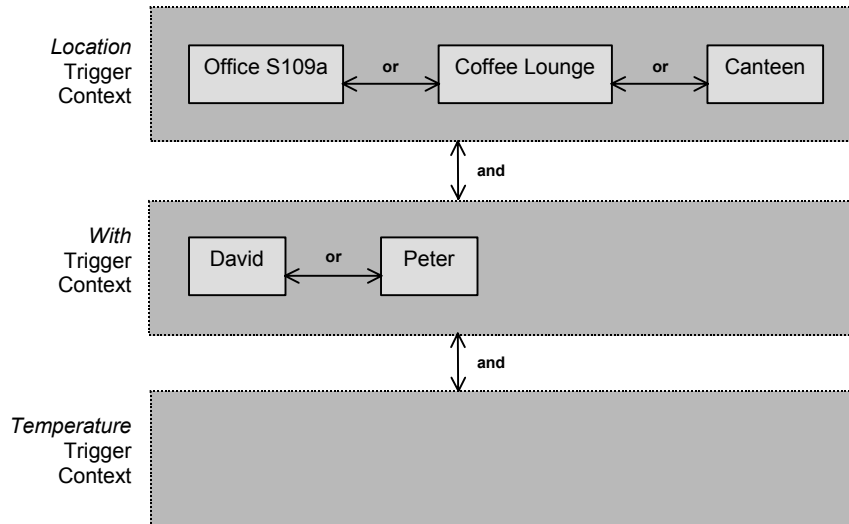 Location
Trigger
Context
Office S109a
or
Coffee Lounge
or
Canteen
and
With
Trigger
Context
David
or
Peter
and
Temperature
Trigger
Context